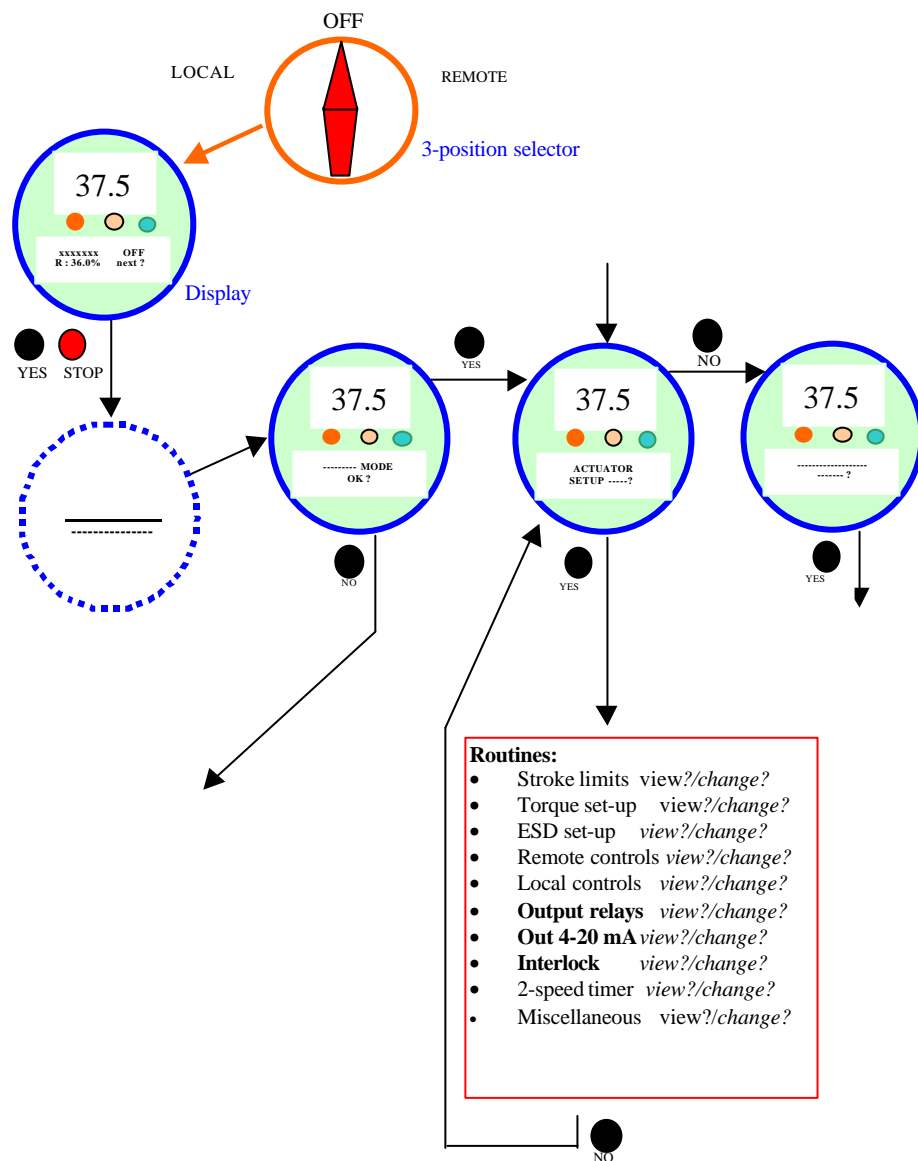 OFF
LOCAL
REMOTE
3-position selector
37.5
xxxxxxx OFF
R : 36.0% next ?
Display
YES STOP
37.5
--------- MODE
OK ?
YES
NO
37.5
ACTUATOR
SETUP -----?
NO
YES
37.5
-------------------
------- ?
YES
---------------
Routines:
• Stroke limits view?/change?
• Torque set-up view?/change?
• ESD set-up view?/change?
• Remote controls view?/change?
• Local controls view?/change?
• Output relays view?/change?
• Out 4-20 mA view?/change?
• Interlock view?/change?
• 2-speed timer view?/change?
• Miscellaneous view?/change?
NO